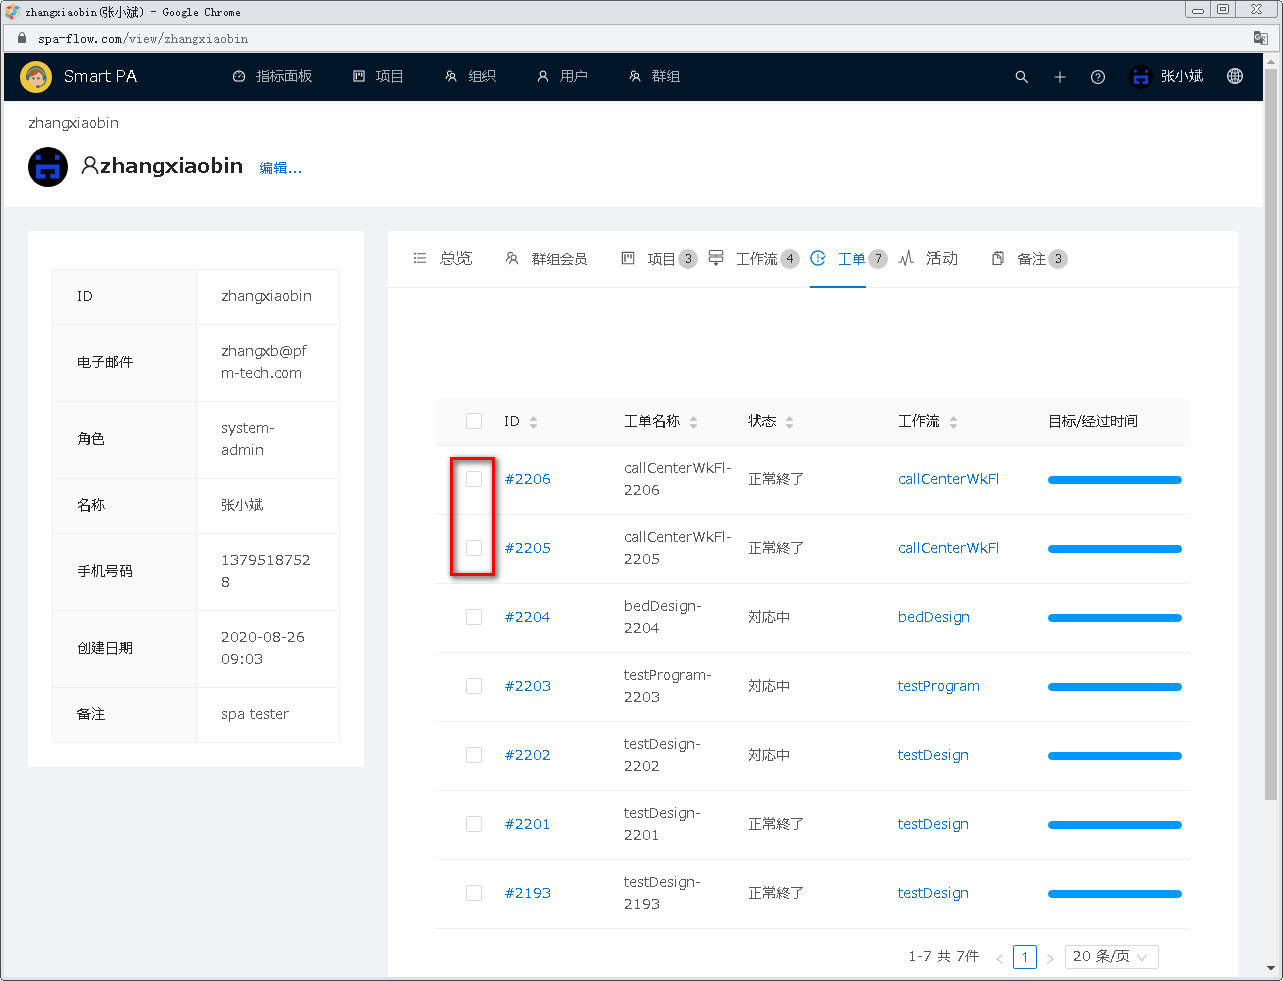 zhangxiaobin(张小斌) - Google Chrome
spa-flow.com/view/zhangxiaobin
Smart PA 指标面板 项目 组织 用户 群组 张小斌
zhangxiaobin
zhangxiaobin 编辑...
总览 群组会员 项目 3 工作流 4 工单 7 活动 备注 3
ID zhangxiaobin
电子邮件 zhangxb@pf
m-tech.com
角色 system-
admin
名称 张小斌
手机号码 1379518752
8
创建日期 2020-08-26
09:03
备注 spa tester
ID 工单名称 状态 工作流 目标/经过时间
#2206 callCenterWkFl-
2206 正常終了 callCenterWkFl
#2205 callCenterWkFl-
2205 正常終了 callCenterWkFl
#2204 bedDesign-
2204 対応中 bedDesign
#2203 testProgram-
2203 対応中 testProgram
#2202 testDesign-
2202 対応中 testDesign
#2201 testDesign-
2201 正常終了 testDesign
#2193 testDesign-
2193 正常終了 testDesign
1-7 共 7件 < 1 > 20 条/页